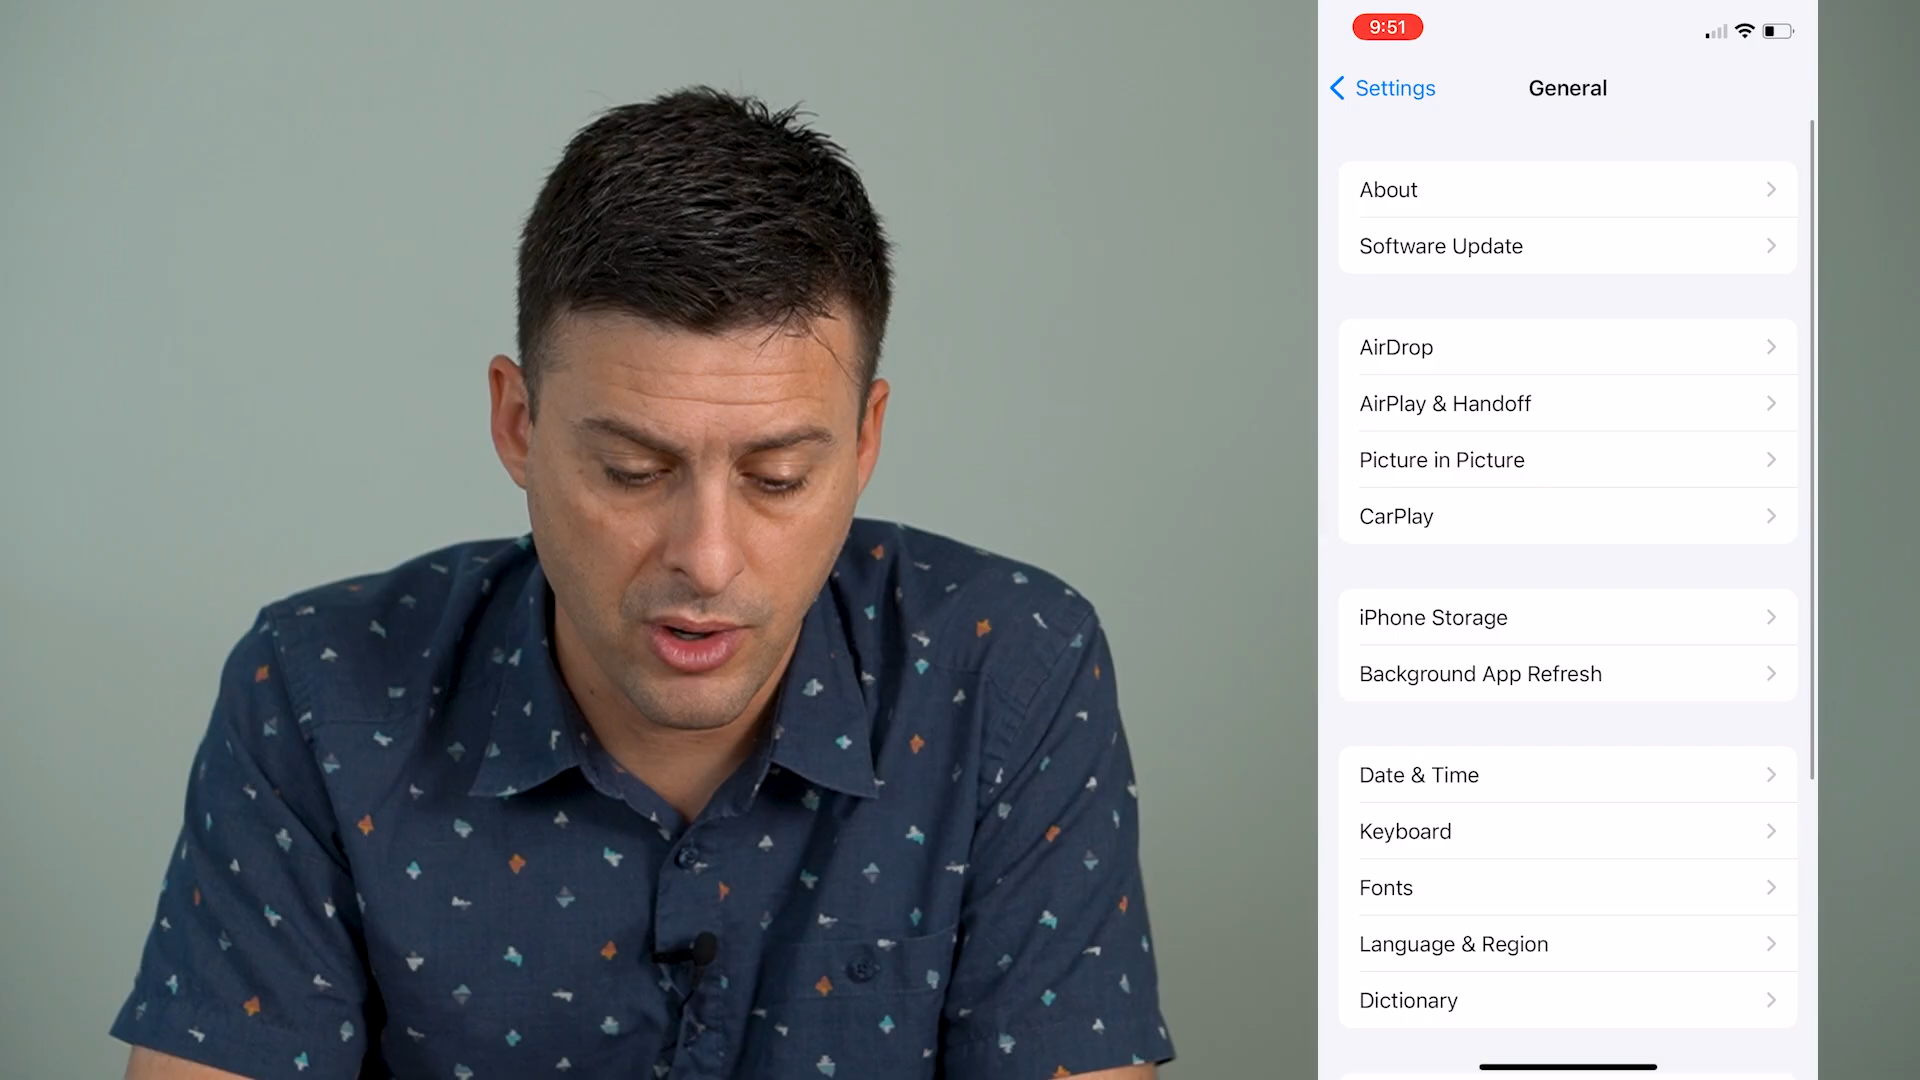 9:51
Settings
General
About
Software Update
AirDrop
AirPlay & Handoff
Picture in Picture
CarPlay
iPhone Storage
Background App Refresh
Date & Time
Keyboard
Fonts
Language & Region
Dictionary